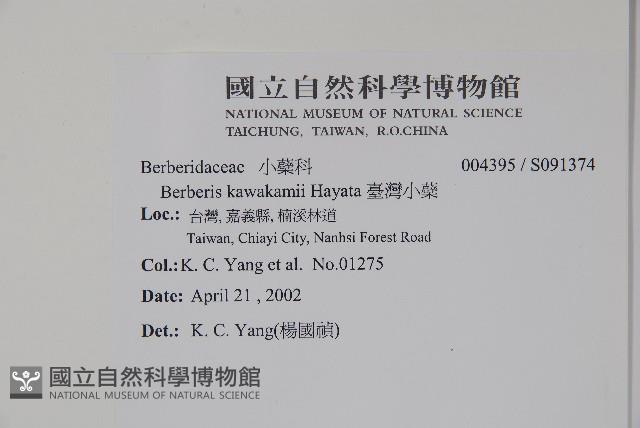 國立自然科學博物館
NATIONAL MUSEUM OF NATURAL SCIENCE
TAICHUNG, TAIWAN, R.O.CHINA
Berberidaceae 小蘗科 004395 / S091374
Berberis kawakamii Hayata 臺灣小蘗
Loc.: 台灣, 嘉義縣, 楠溪林道
Taiwan, Chiayi City, Nanhsi Forest Road
Col.: K. C. Yang et al. No.01275
Date: April 21 , 2002
Det.: K. C. Yang(楊國禎)
國立自然科學博物館
NATIONAL MUSEUM OF NATURAL SCIENCE